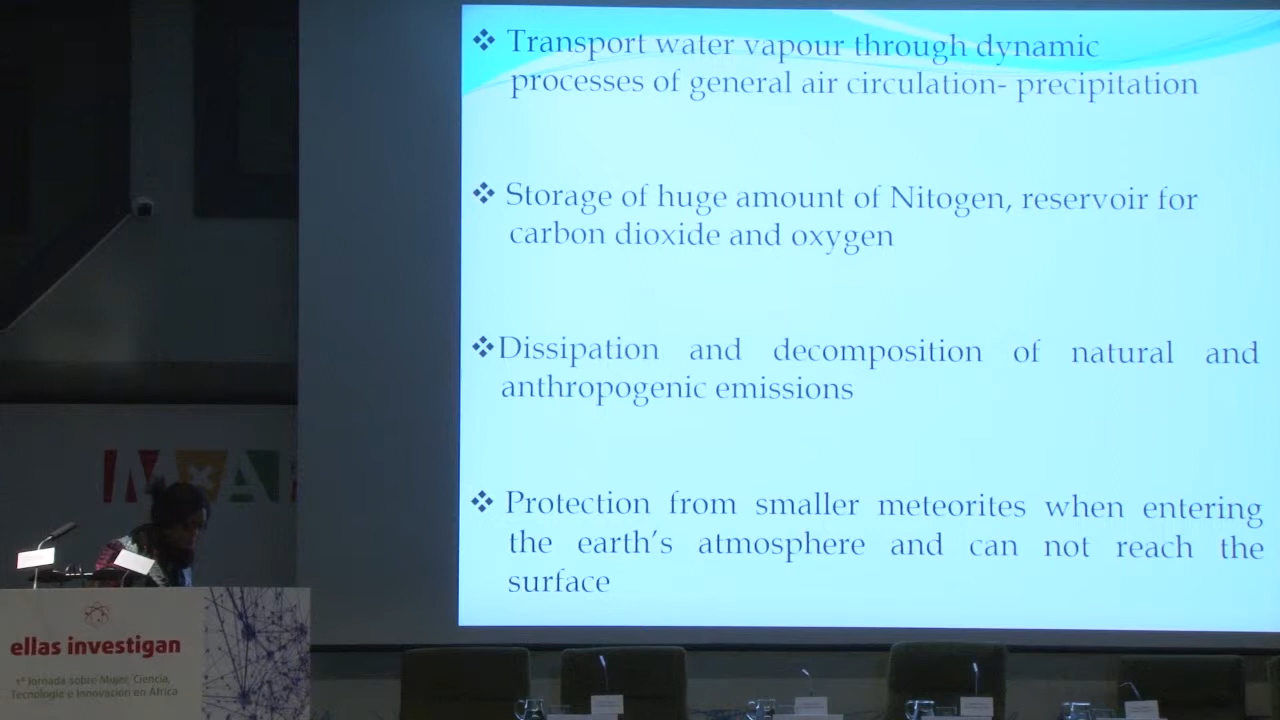 ❖ Transport water vapour through dynamic
processes of general air circulation- precipitation
❖ Storage of huge amount of Nitogen, reservoir for
carbon dioxide and oxygen
❖Dissipation and decomposition of natural and
anthropogenic emissions
❖ Protection from smaller meteorites when entering
the earth's atmosphere and can not reach the
surface
MxA
ellas investigan
1ª Jornada sobre Mujer, Ciencia,
Tecnología e Innovación en África